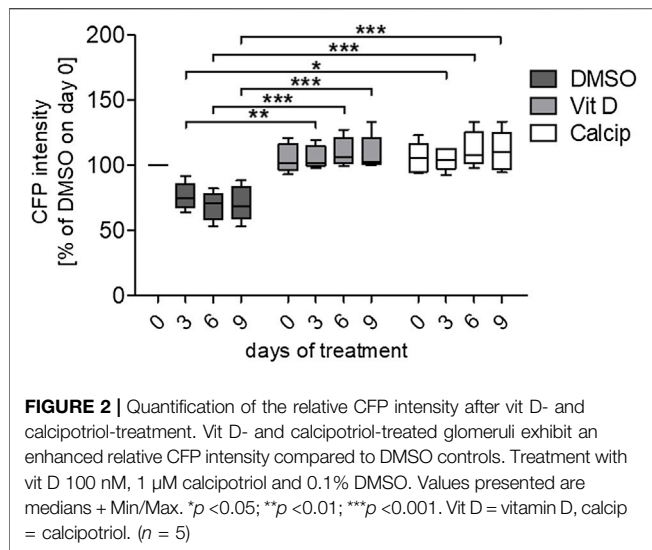 200
150
100
50
0
CFP intensity
[% of DMSO on day 0]
***
***
*
***
***
**
DMSO
Vit D
Calcip
0 3 6 9 0 3 6 9 0 3 6 9
days of treatment
FIGURE 2 | Quantification of the relative CFP intensity after vit D- and
calcipotriol-treatment. Vit D- and calcipotriol-treated glomeruli exhibit an
enhanced relative CFP intensity compared to DMSO controls. Treatment with
vit D 100 nM, 1 µM calcipotriol and 0.1% DMSO. Values presented are
medians + Min/Max. *p <0.05; **p <0.01; ***p <0.001. Vit D = vitamin D, calcip
= calcipotriol. (n = 5)